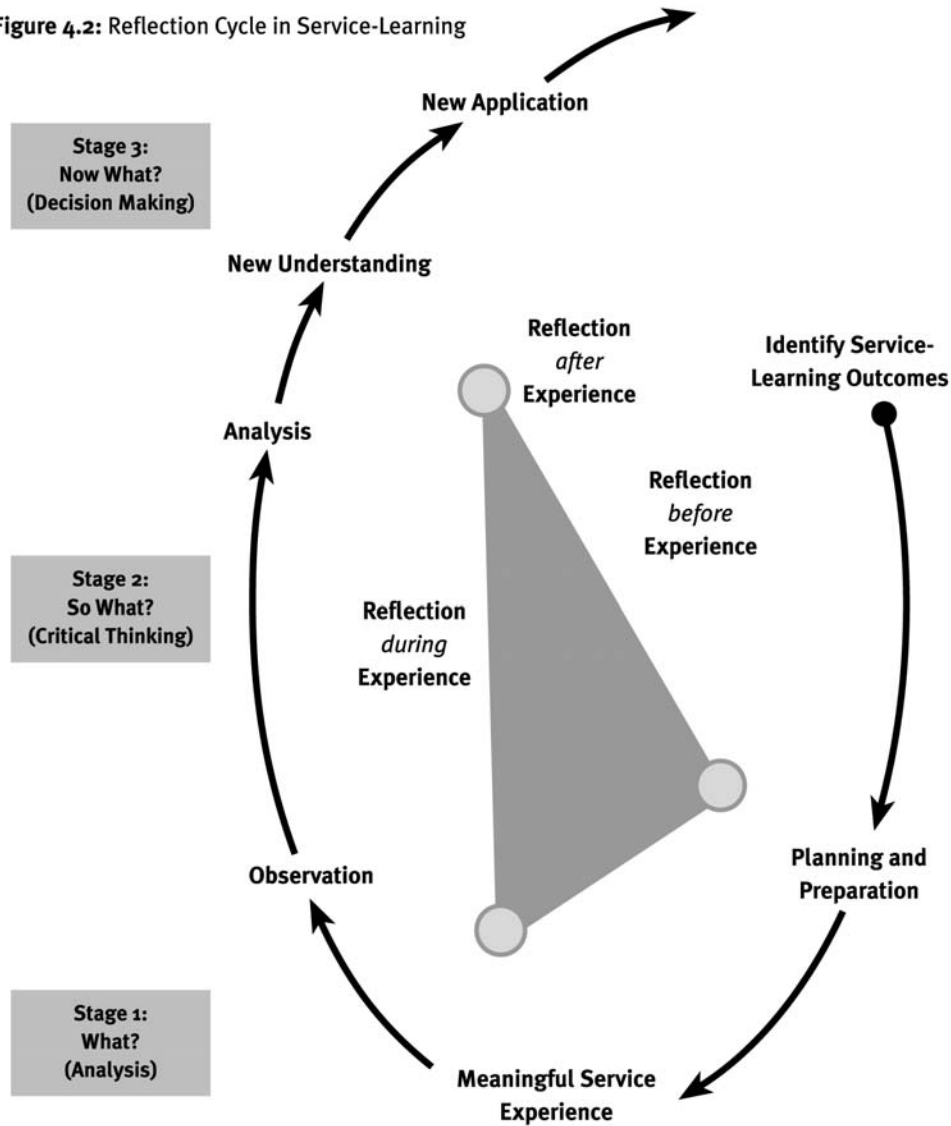 Figure 4.2: Reflection Cycle in Service-Learning
New Application
Stage 3:
Now What?
(Decision Making)
New Understanding
Reflection
after
Experience
Identify Service-
Learning Outcomes
Analysis
Reflection
before
Experience
Stage 2:
So What?
(Critical Thinking)
Reflection
during
Experience
Observation
Planning and
Preparation
Stage 1:
What?
(Analysis)
Meaningful Service
Experience